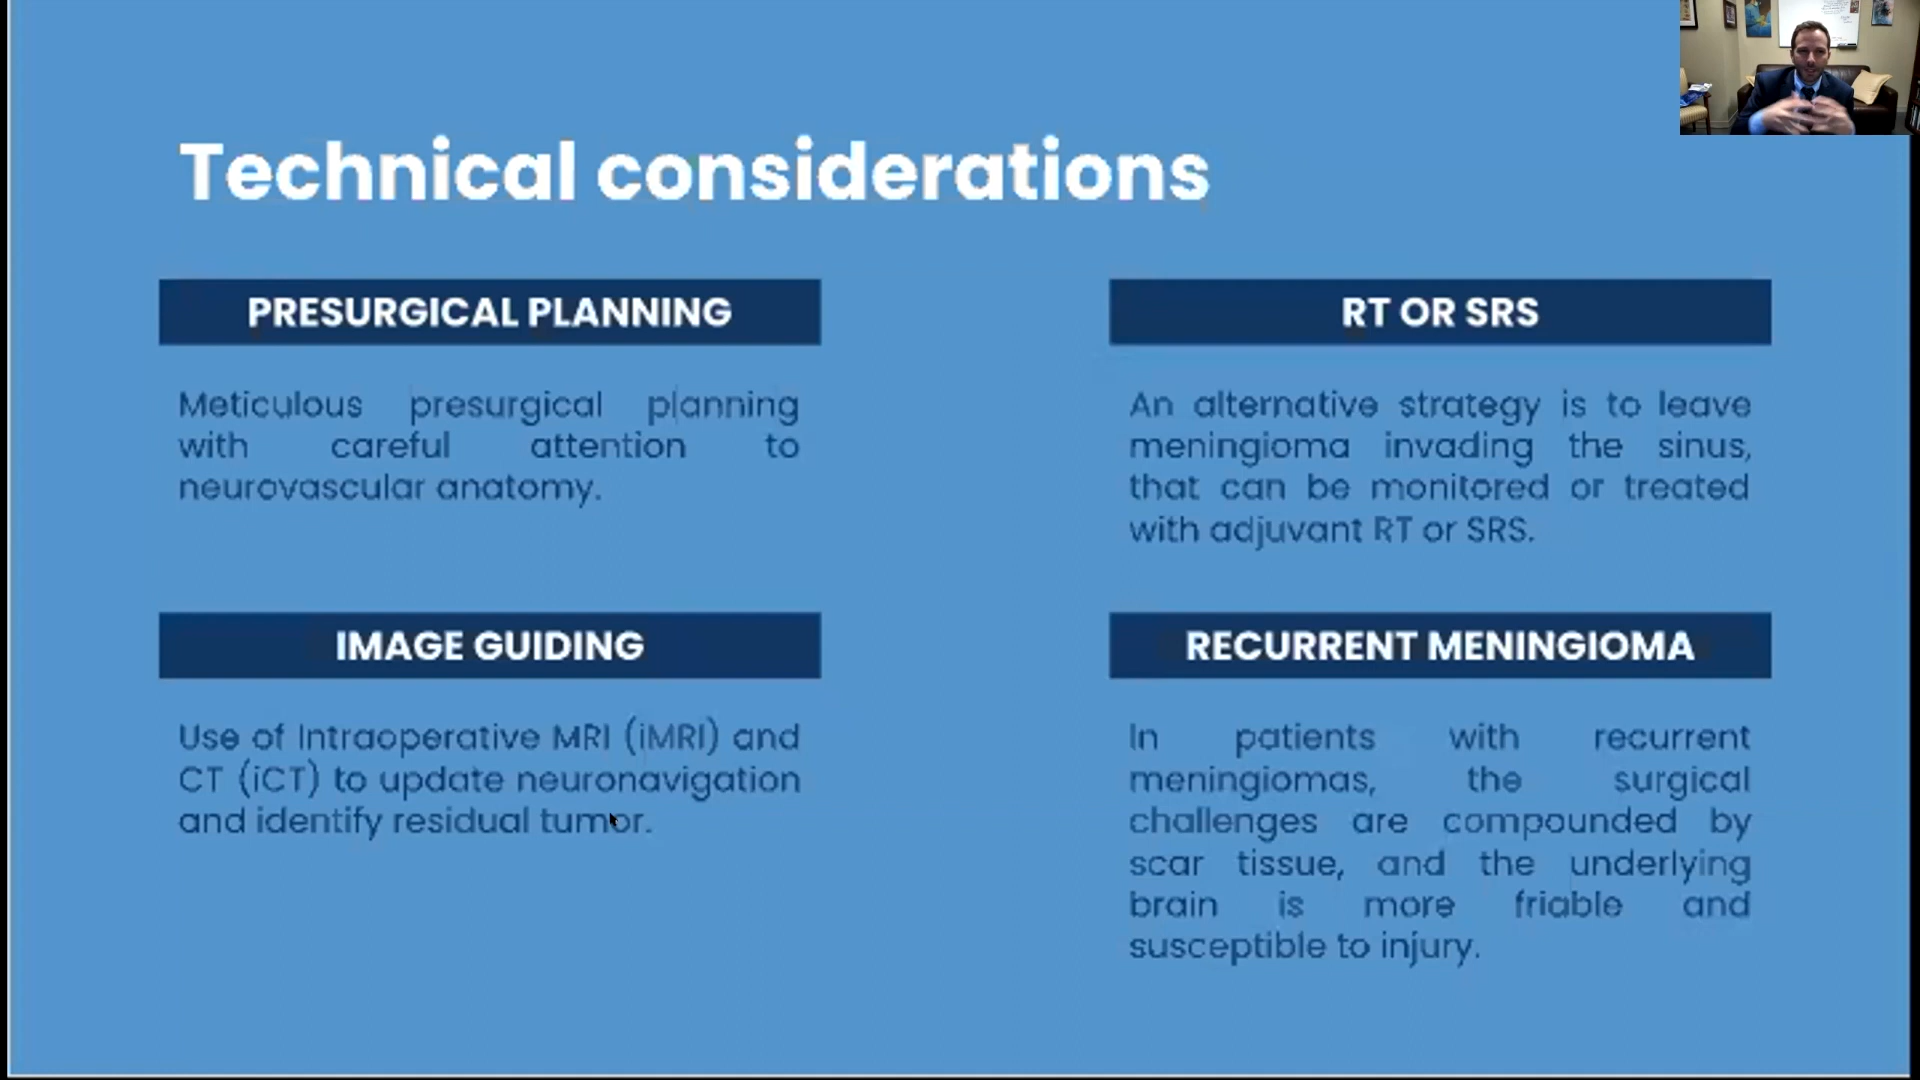 Technical considerations
PRESURGICAL PLANNING
Meticulous presurgical planning
with careful attention to
neurovascular anatomy.
RT OR SRS
An alternative strategy is to leave
meningioma invading the sinus,
that can be monitored or treated
with adjuvant RT or SRS.
IMAGE GUIDING
Use of Intraoperative MRI (iMRI) and
CT (iCT) to update neuronavigation
and identify residual tumor.
RECURRENT MENINGIOMA
In patients with recurrent
meningiomas, the surgical
challenges are compounded by
scar tissue, and the underlying
brain is more friable and
susceptible to injury.